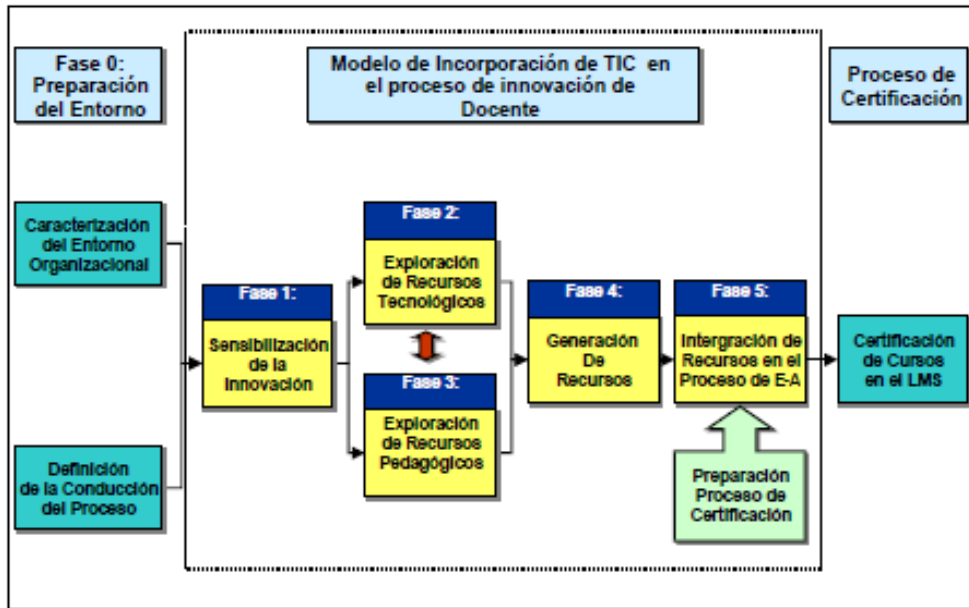 Fase 0:
Preparación
del Entorno
Modelo de Incorporación de TIC en
el proceso de innovación de
Docente
Proceso de
Certificación
Caracterización
del Entorno
Organizacional
Definición
de la Conducción
del Proceso
Fase 1:
Sensibilización
de la
Innovación
Fase 2:
Exploración
de Recursos
Tecnológicos
Fase 3:
Exploración
de Recursos
Pedagógicos
Fase 4:
Generación
De
Recursos
Fase 5:
Intergración de
Recursos en el
Proceso de E-A
Preparación
Proceso de
Certificación
Certificación
de Cursos
en el LMS